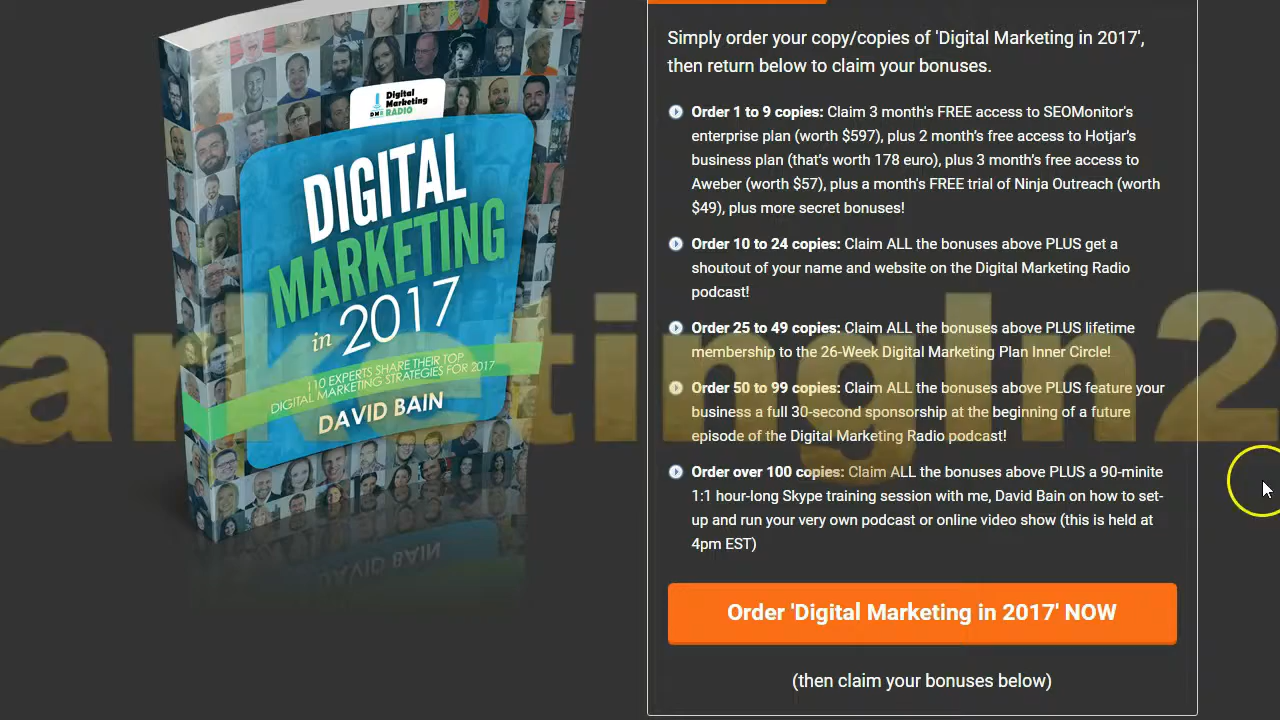 Digital
Marketing
DMR RADIO
DIGITAL
MARKETING
in 2017
110 EXPERTS SHARE THEIR TOP
DIGITAL MARKETING STRATEGIES FOR 2017
DAVID BAIN
DAVID BAIN
arketingIn2
Simply order your copy/copies of 'Digital Marketing in 2017',
then return below to claim your bonuses.
Order 1 to 9 copies: Claim 3 month's FREE access to SEOMonitor's
enterprise plan (worth $597), plus 2 month's free access to Hotjar's
business plan (that's worth 178 euro), plus 3 month's free access to
Aweber (worth $57), plus a month's FREE trial of Ninja Outreach (worth
$49), plus more secret bonuses!
Order 10 to 24 copies: Claim ALL the bonuses above PLUS get a
shoutout of your name and website on the Digital Marketing Radio
podcast!
Order 25 to 49 copies: Claim ALL the bonuses above PLUS lifetime
membership to the 26-Week Digital Marketing Plan Inner Circle!
Order 50 to 99 copies: Claim ALL the bonuses above PLUS feature your
business a full 30-second sponsorship at the beginning of a future
episode of the Digital Marketing Radio podcast!
Order over 100 copies: Claim ALL the bonuses above PLUS a 90-minite
1:1 hour-long Skype training session with me, David Bain on how to set-
up and run your very own podcast or online video show (this is held at
4pm EST)
Order 'Digital Marketing in 2017' NOW
(then claim your bonuses below)